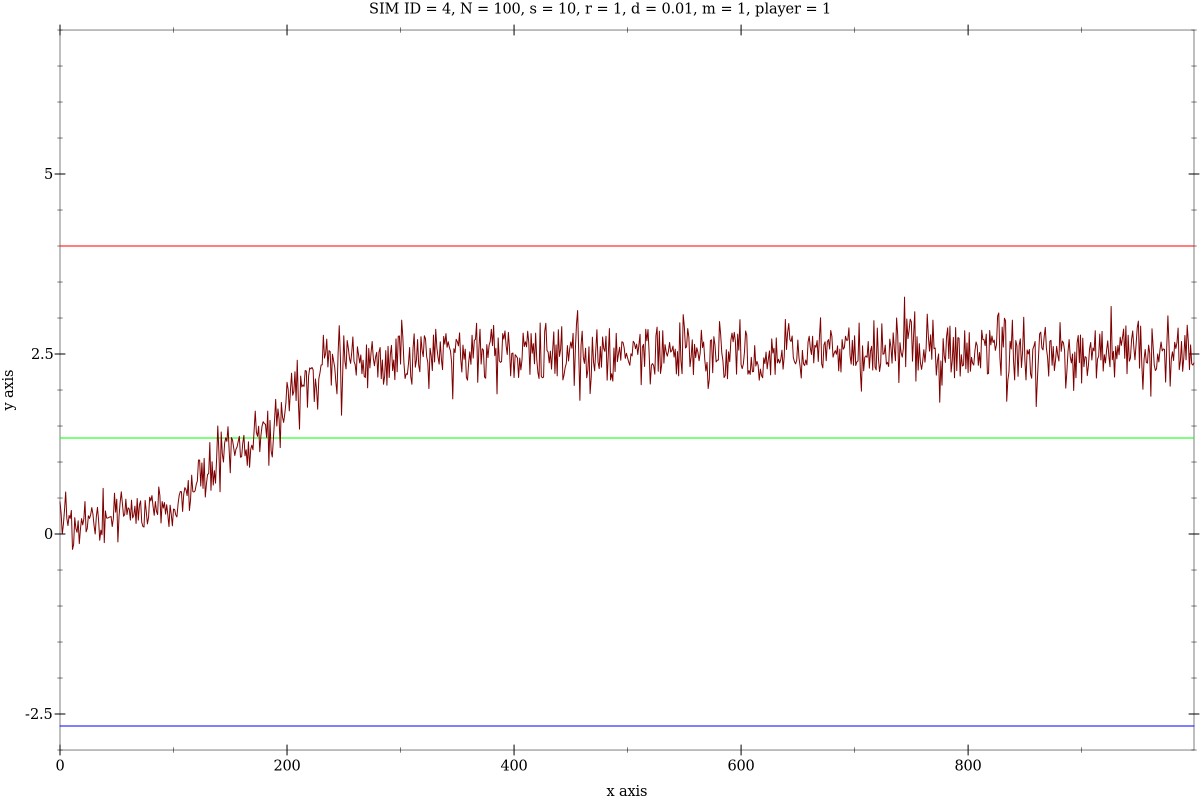 SIM ID = 4, N = 100, s = 10, r = 1, d = 0.01, m = 1, player = 1
5
2.5
y axis
0
-2.5
0 200 400 600 800
x axis